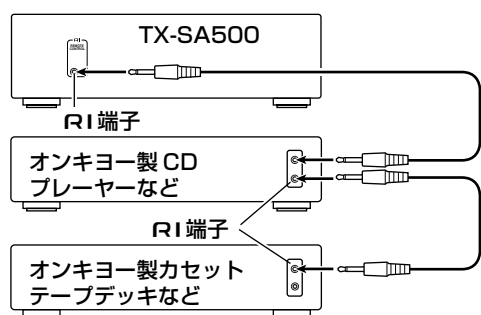 TX-SA500
RI
REMOTE
CONTROL
RI端子
オンキヨー製 CD
プレーヤーなど
RI端子
オンキヨー製カセット
テープデッキなど